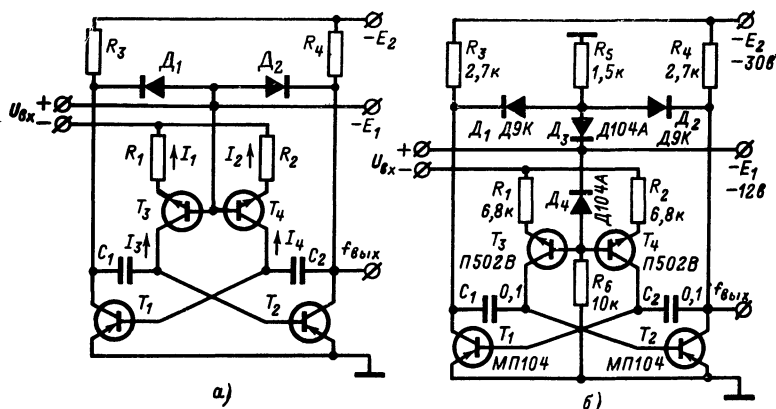 R3
R4
-E2
Д1
Д2
Uвх
+
-
-E1
R1
I1
I2
R2
T3
T4
I3
I4
C1
C2
fвых
T1
T2
а)
R3
2,7к
R5
1,5к
R4
2,7к
-E2
-30в
Д1
Д9К
Д3
Д104А
Д2
Д9К
+
Uвх
-
-E1
-12в
R1
6,8к
Д4
Д104А
R2
6,8к
T3
П502В
T4
П502В
C1
0,1
R6
10к
C2
0,1
fвых
T1
МП104
T2
МП104
б)